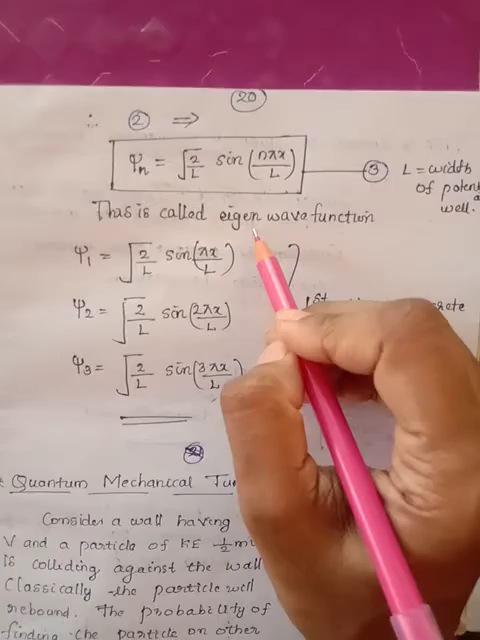 20
∴ ② ⇒
Ψn = √2/L sin(nπx/L) ③ L = width
of poten
well.
This is called eigen wave function
Ψ1 = √2/L sin(πx/L)
Ψ2 = √2/L sin(2πx/L) 1st
Ψ3 = √2/L sin(3πx/L)
Quantum Mechanical Tu
Consider a wall having
V and a particle of KE ½m
is colliding against the wall
Classically the particle will
rebound. The probability of
finding the particle on other